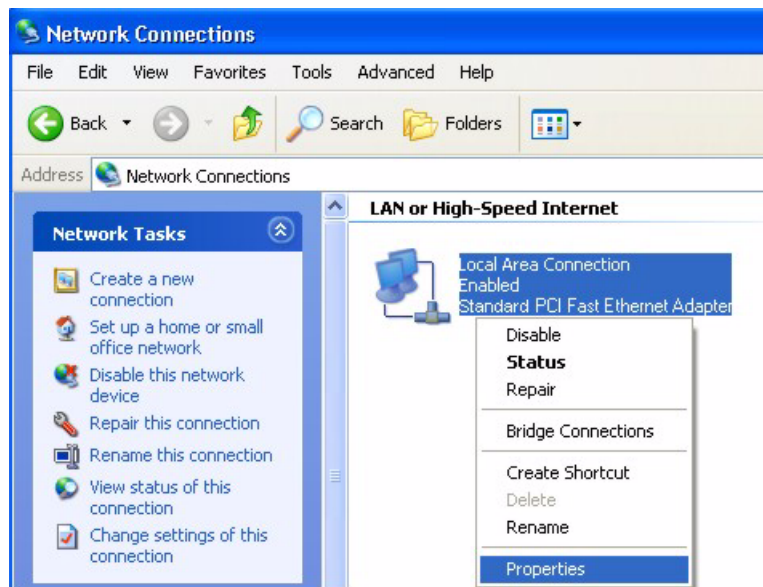 Network Connections
File Edit View Favorites Tools Advanced Help
Back Search Folders
Address Network Connections
Network Tasks
Create a new
connection
Set up a home or small
office network
Disable this network
device
Repair this connection
Rename this connection
View status of this
connection
Change settings of this
connection
LAN or High-Speed Internet
Local Area Connection
Enabled
Standard PCI Fast Ethernet Adapter
Disable
Status
Repair
Bridge Connections
Create Shortcut
Delete
Rename
Properties